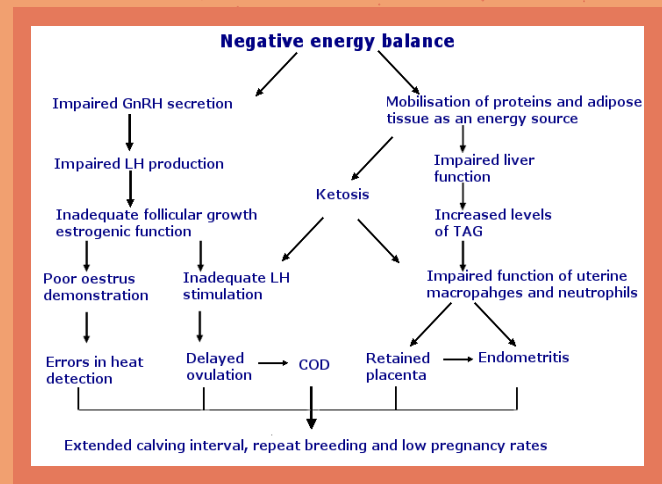 Negative energy balance
Impaired GnRH secretion
Mobilisation of proteins and adipose
tissue as an energy source
Impaired LH production
Impaired liver
function
Ketosis
Inadequate follicular growth
estrogenic function
Increased levels
of TAG
Poor oestrus
demonstration
Inadequate LH
stimulation
Impaired function of uterine
macropahges and neutrophils
Errors in heat
detection
Delayed
ovulation
COD
Retained
placenta
Endometritis
Extended calving interval, repeat breeding and low pregnancy rates